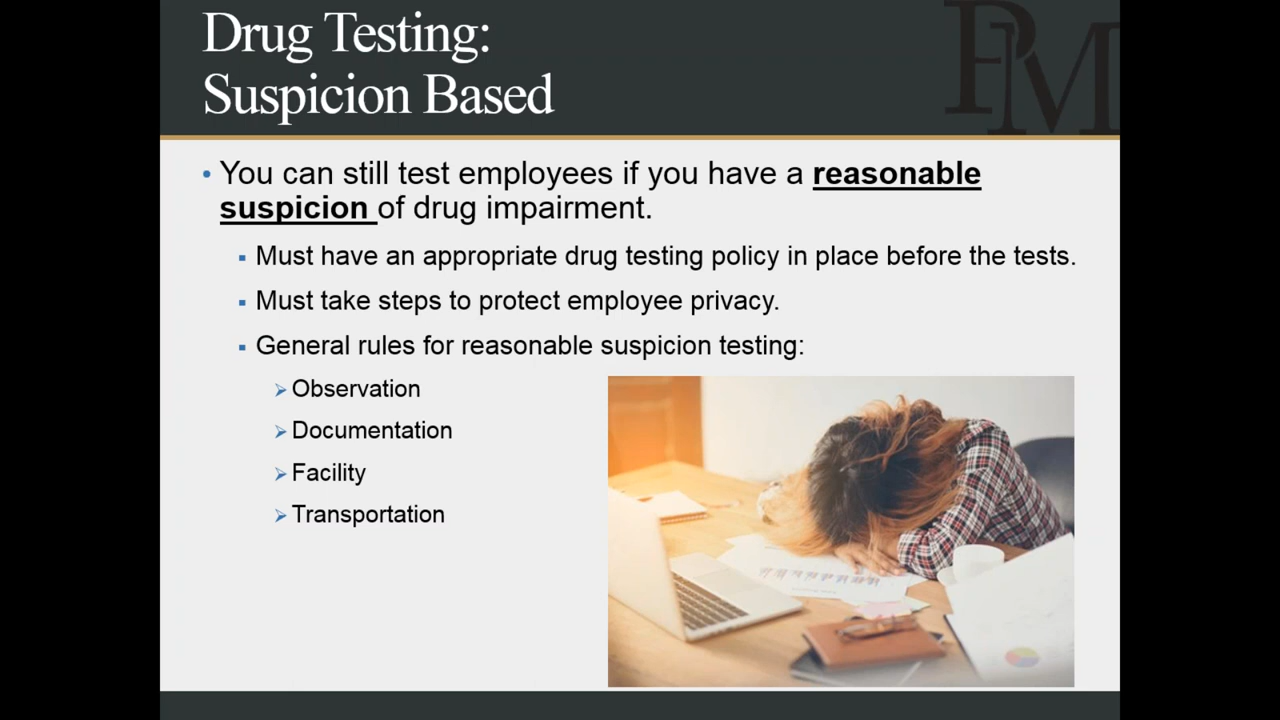 Drug Testing:
Suspicion Based
PM
• You can still test employees if you have a reasonable
suspicion of drug impairment.
▪ Must have an appropriate drug testing policy in place before the tests.
▪ Must take steps to protect employee privacy.
▪ General rules for reasonable suspicion testing:
➢ Observation
➢ Documentation
➢ Facility
➢ Transportation